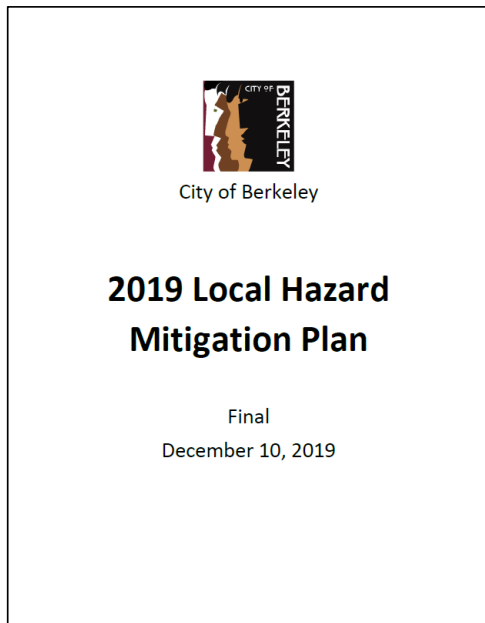 CITY OF
BERKELEY
City of Berkeley
2019 Local Hazard
Mitigation Plan
Final
December 10, 2019